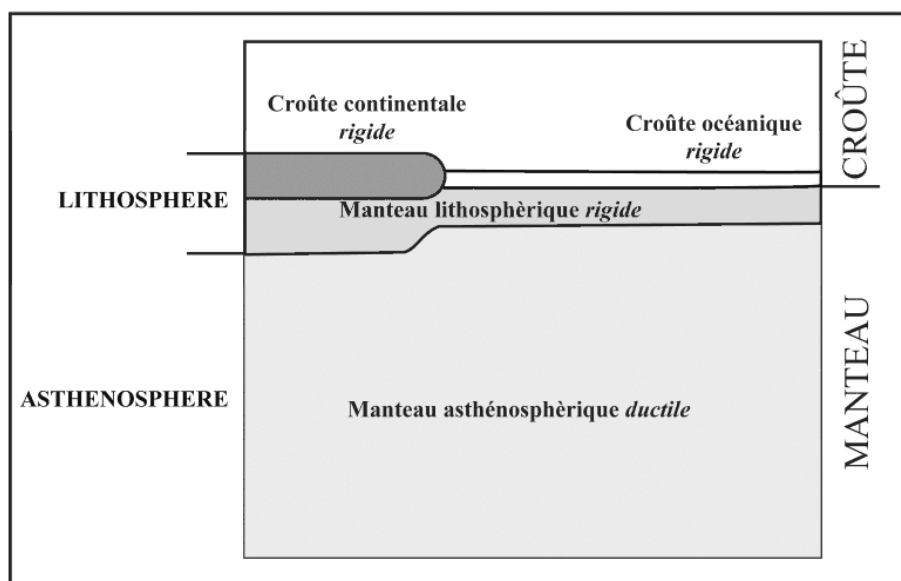 Croûte continentale
rigide
Croûte océanique
rigide
CROÛTE
LITHOSPHERE
Manteau lithosphèrique rigide
ASTHENOSPHERE
Manteau asthénosphèrique ductile
MANTEAU